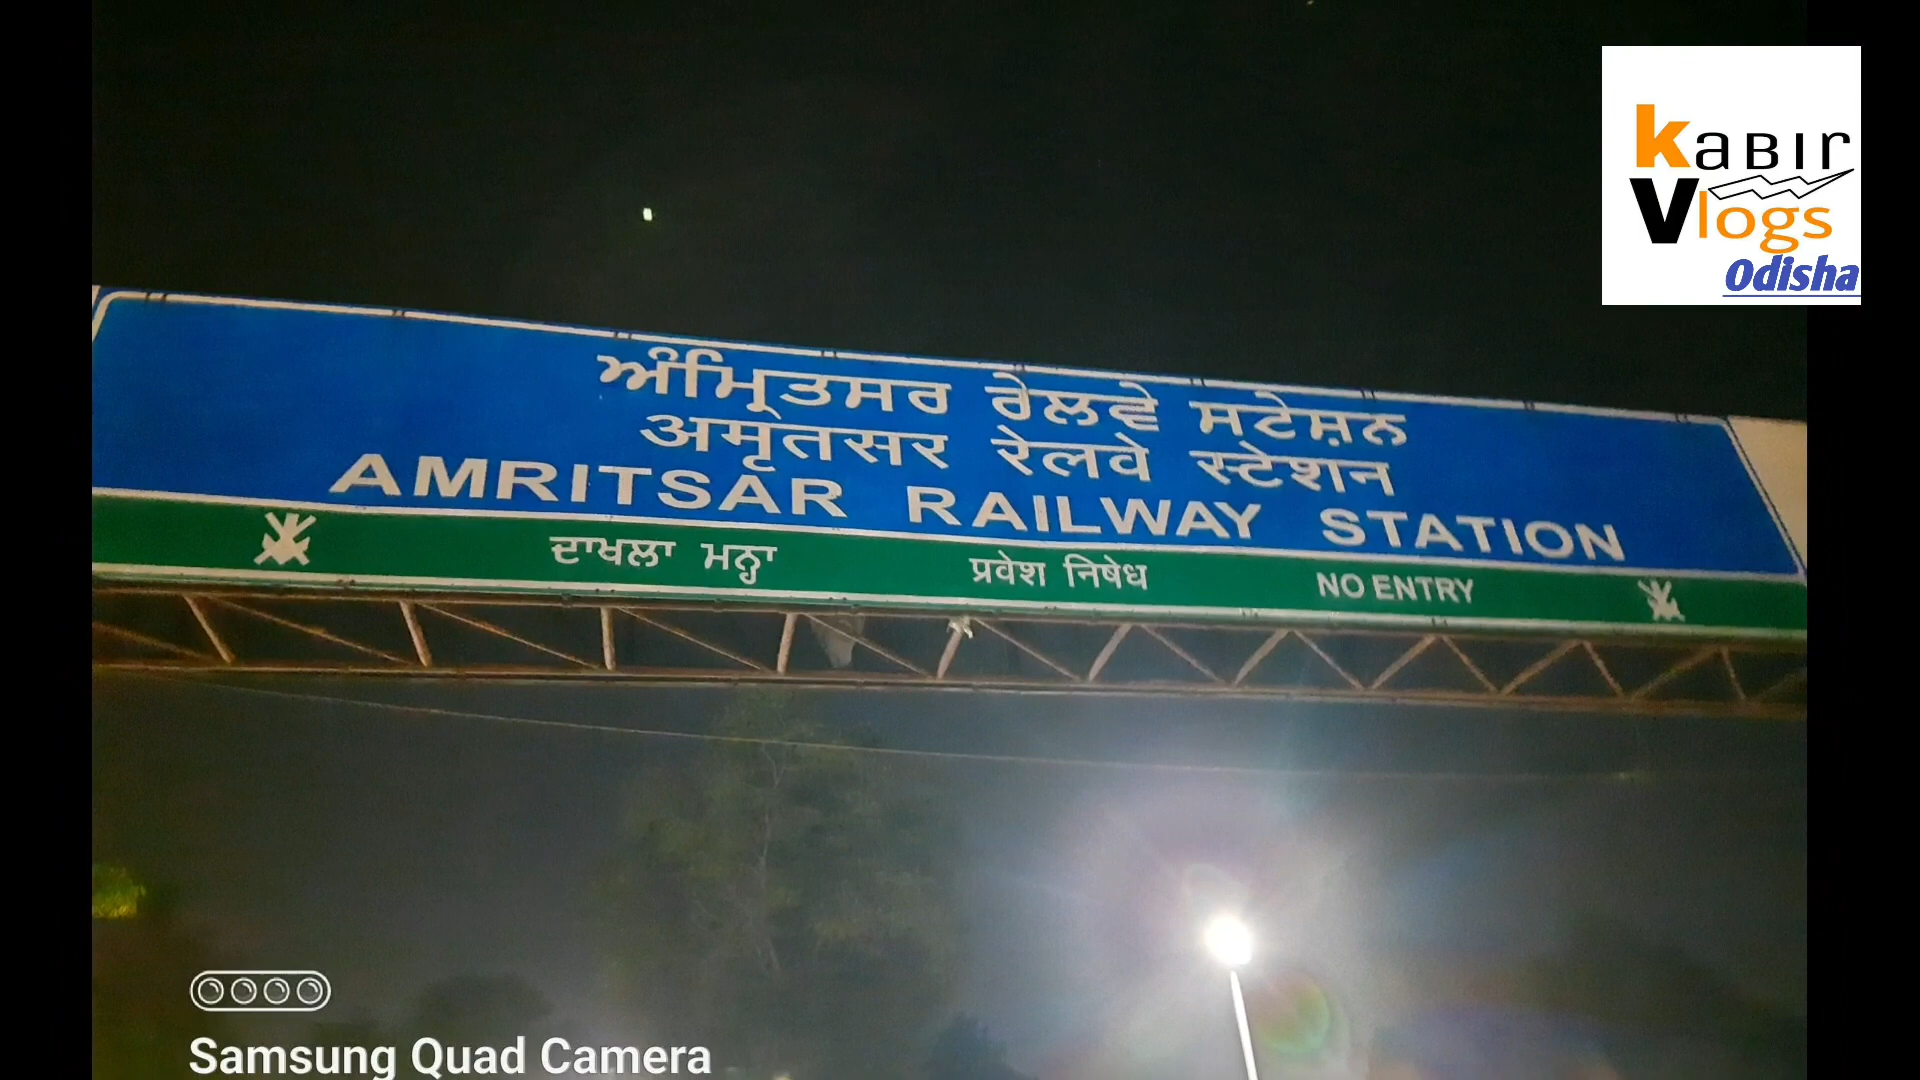 kaBIr
Vlogs
Odisha
ਅੰਮ੍ਰਿਤਸਰ ਰੇਲਵੇ ਸਟੇਸ਼ਨ
अमृतसर रेलवे स्टेशन
AMRITSAR RAILWAY STATION
ਦਾਖਲਾ ਮਨ੍ਹਾ प्रवेश निषेध NO ENTRY
Samsung Quad Camera